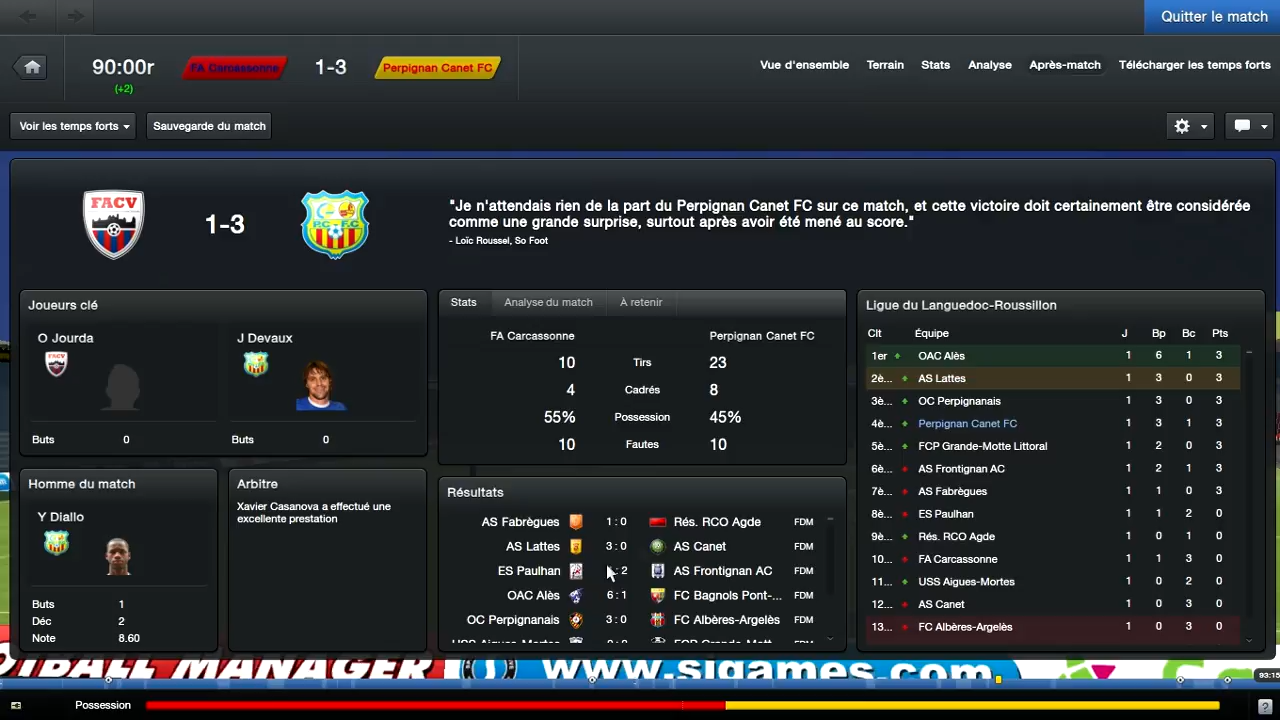 Quitter le match
90:00r
(+2)
FA Carcassonne
1-3
Perpignan Canet FC
Vue d'ensemble
Terrain
Stats
Analyse
Après-match
Télécharger les temps forts
Voir les temps forts
Sauvegarde du match
FACV
1-3
P.C.F.C
"Je n'attendais rien de la part du Perpignan Canet FC sur ce match, et cette victoire doit certainement être considérée
comme une grande surprise, surtout après avoir été mené au score."
- Loïc Roussel, So Foot
Joueurs clé
O Jourda
J Devaux
Buts 0
Buts 0
Homme du match
Y Diallo
Buts 1
Déc 2
Note 8.60
Arbitre
Xavier Casanova a effectué une
excellente prestation
Stats
Analyse du match
À retenir
FA Carcassonne Perpignan Canet FC
10 Tirs 23
4 Cadrés 8
55% Possession 45%
10 Fautes 10
Résultats
AS Fabrègues 1:0 Rés. RCO Agde FDM
AS Lattes 3:0 AS Canet FDM
ES Paulhan :2 AS Frontignan AC FDM
OAC Alès 6:1 FC Bagnols Pont-... FDM
OC Perpignanais 3:0 FC Albères-Argelès FDM
Ligue du Languedoc-Roussillon
Clt Équipe J Bp Bc Pts
1er OAC Alès 1 6 1 3
2è... AS Lattes 1 3 0 3
3è... OC Perpignanais 1 3 0 3
4è... Perpignan Canet FC 1 3 1 3
5è... FCP Grande-Motte Littoral 1 2 0 3
6è... AS Frontignan AC 1 2 1 3
7è... AS Fabrègues 1 1 0 3
8è... ES Paulhan 1 1 2 0
9è... Rés. RCO Agde 1 0 1 0
10... FA Carcassonne 1 1 3 0
11... USS Aigues-Mortes 1 0 2 0
12... AS Canet 1 0 3 0
13... FC Albères-Argelès 1 0 3 0
MANAGER
www.sigames.com
93:15
Possession
?